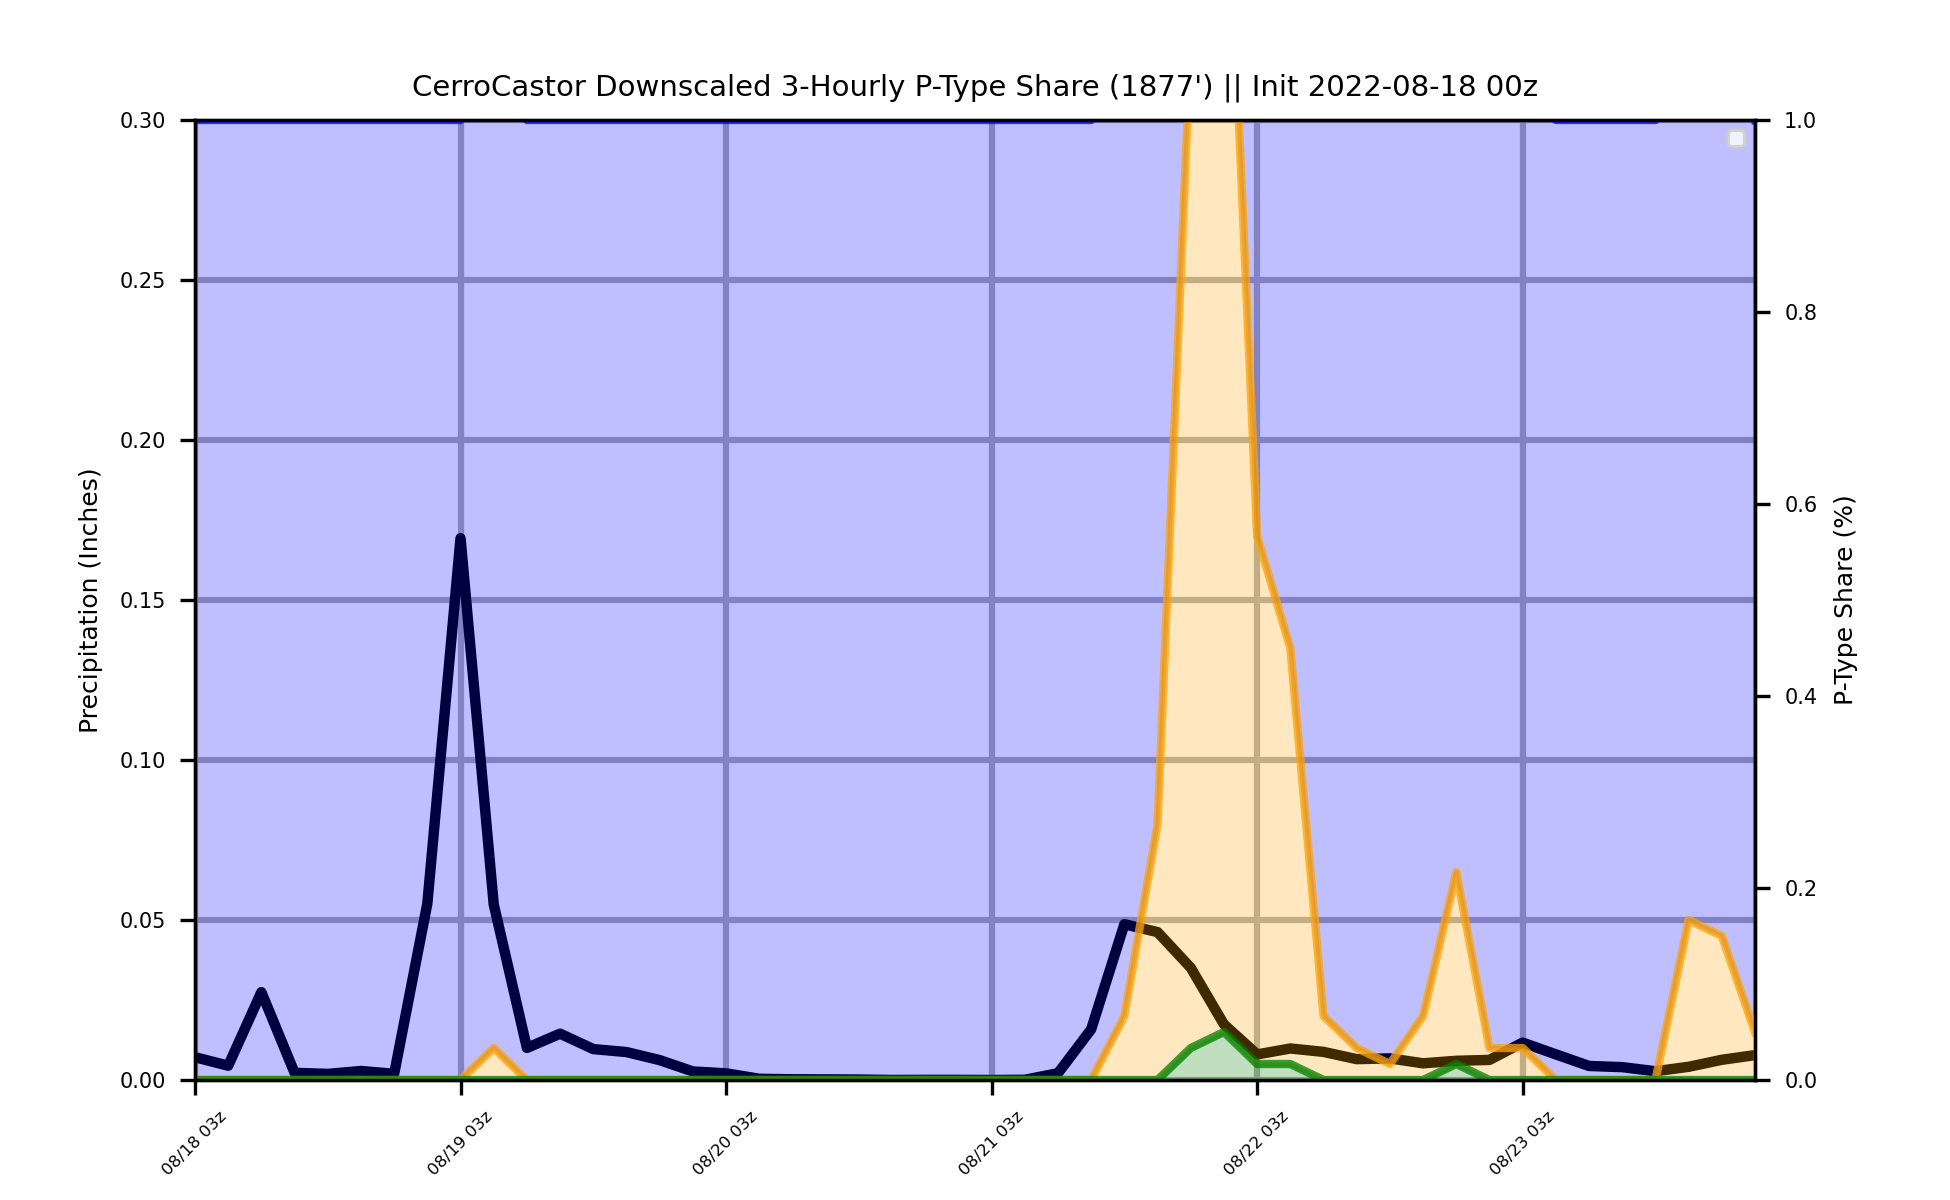 CerroCastor Downscaled 3-Hourly P-Type Share (1877') || Init 2022-08-18 00z
0.30
0.25
0.20
0.15
0.10
0.05
0.00
Precipitation (Inches)
1.0
0.8
0.6
0.4
0.2
0.0
P-Type Share (%)
08/18 03z
08/19 03z
08/20 03z
08/21 03z
08/22 03z
08/23 03z